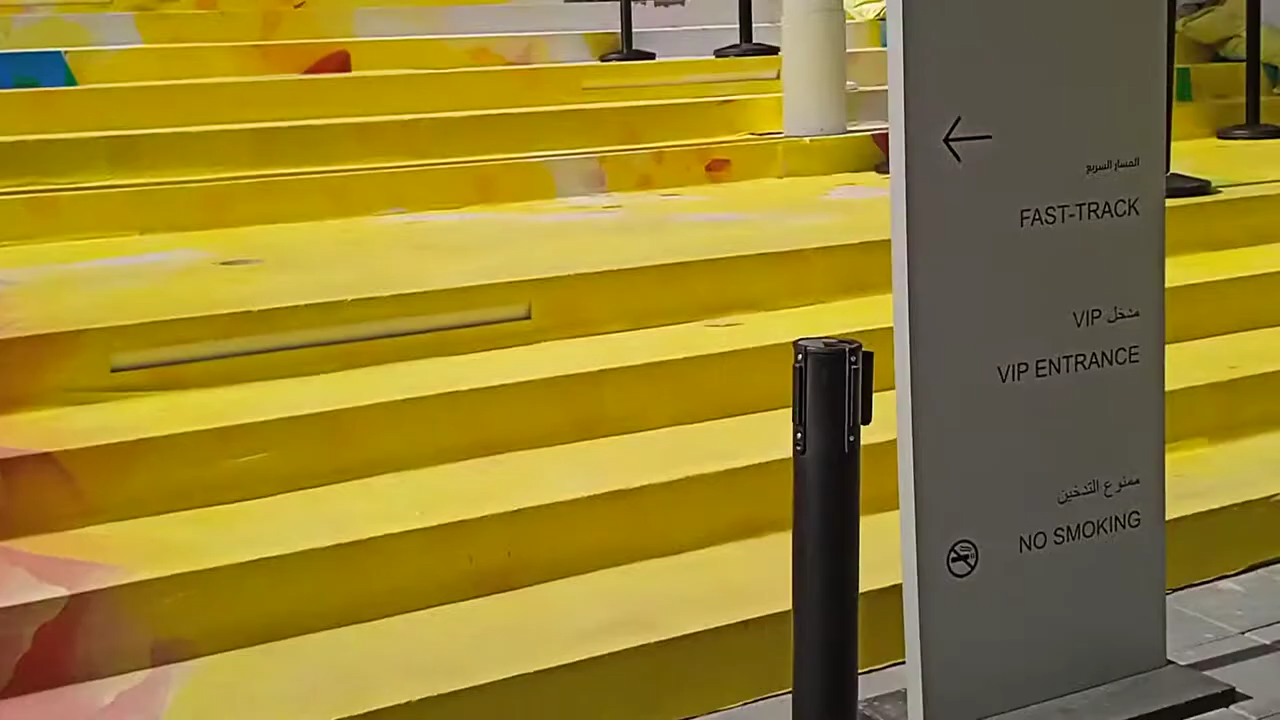 المسار السريع
FAST-TRACK
مدخل VIP
VIP ENTRANCE
ممنوع التدخين
NO SMOKING